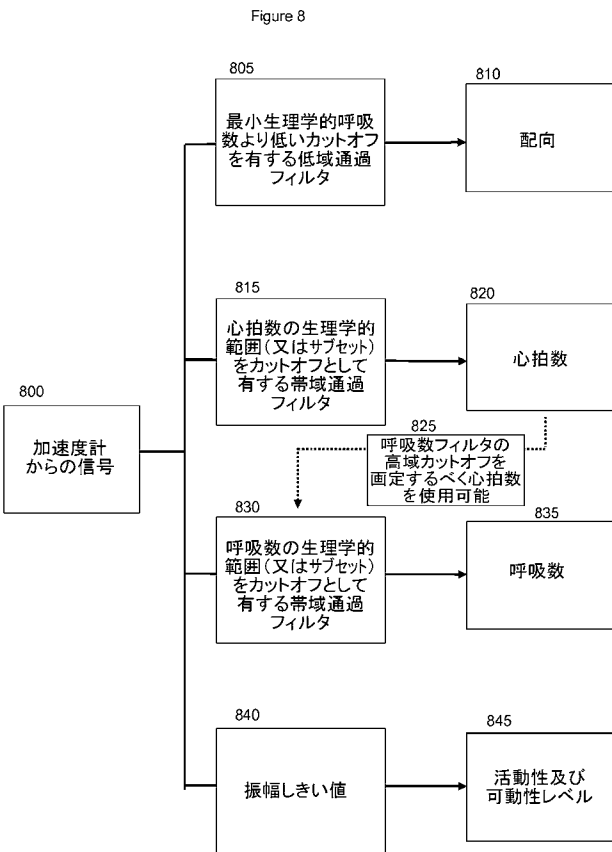 Figure 8
805
最小生理学的呼吸
数より低いカットオフ
を有する低域通過
フィルタ
810
配向
815
心拍数の生理学的
範囲(又はサブセット)
をカットオフとして
有する帯域通過
フィルタ
820
心拍数
800
加速度計
からの信号
825
呼吸数フィルタの
高域カットオフを
画定するべく心拍数
を使用可能
830
呼吸数の生理学的
範囲(又はサブセット)
をカットオフとして
有する帯域通過
フィルタ
835
呼吸数
840
振幅しきい値
845
活動性及び
可動性レベル